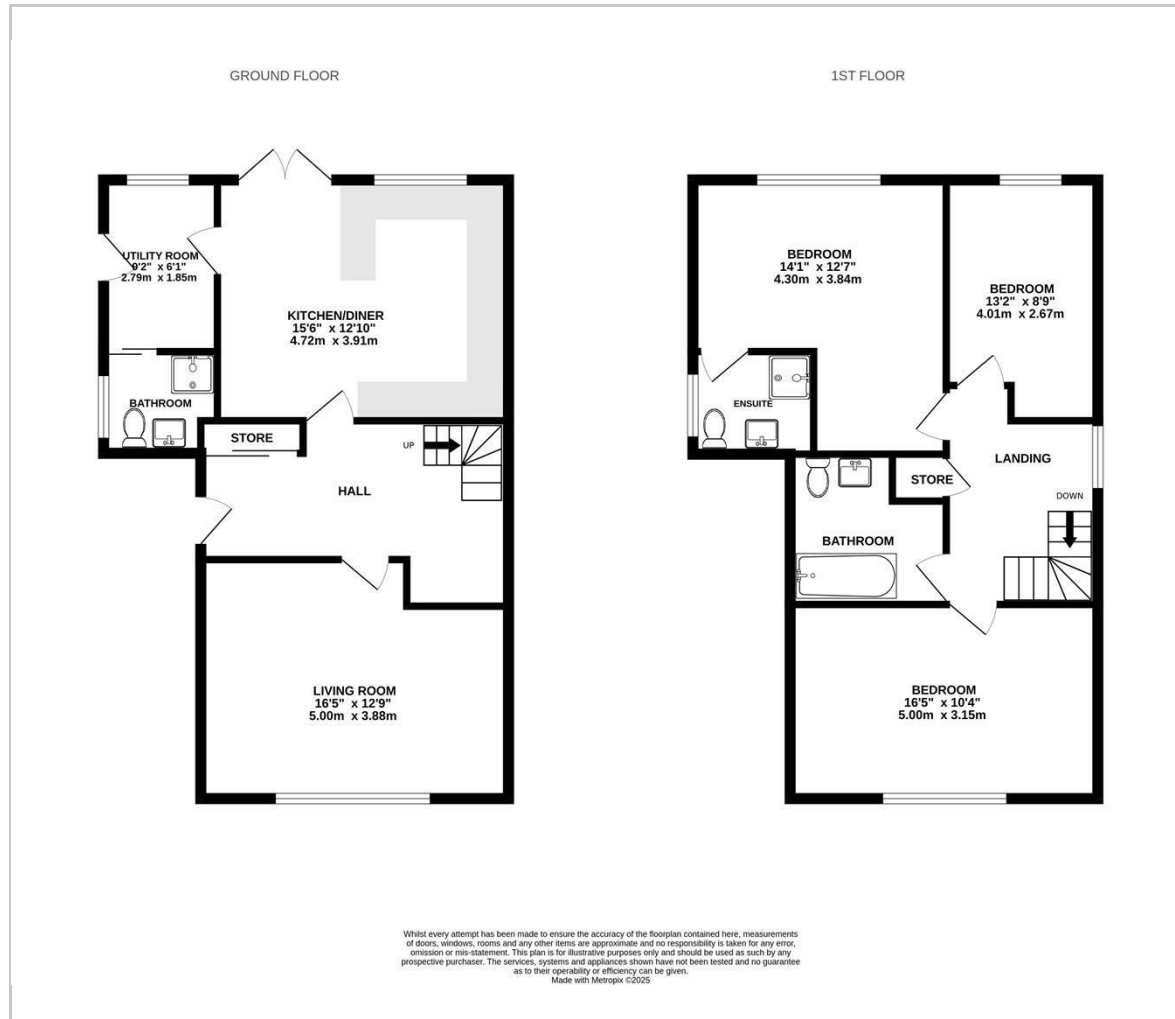 GROUND FLOOR
UTILITY ROOM
9'2" x 6'1"
2.79m x 1.85m
KITCHEN/DINER
15'6" x 12'10"
4.72m x 3.91m
BATHROOM
STORE
UP
HALL
LIVING ROOM
16'5" x 12'9"
5.00m x 3.88m
1ST FLOOR
BEDROOM
14'1" x 12'7"
4.30m x 3.84m
BEDROOM
13'2" x 8'9"
4.01m x 2.67m
ENSUITE
LANDING
STORE
DOWN
BATHROOM
BEDROOM
16'5" x 10'4"
5.00m x 3.15m
Whilst every attempt has been made to ensure the accuracy of the floorplan contained here, measurements
of doors, windows, rooms and any other items are approximate and no responsibility is taken for any error,
omission or mis-statement. This plan is for illustrative purposes only and should be used as such by any
prospective purchaser. The services, systems and appliances shown have not been tested and no guarantee
as to their operability or efficiency can be given.
Made with Metropix ©2025